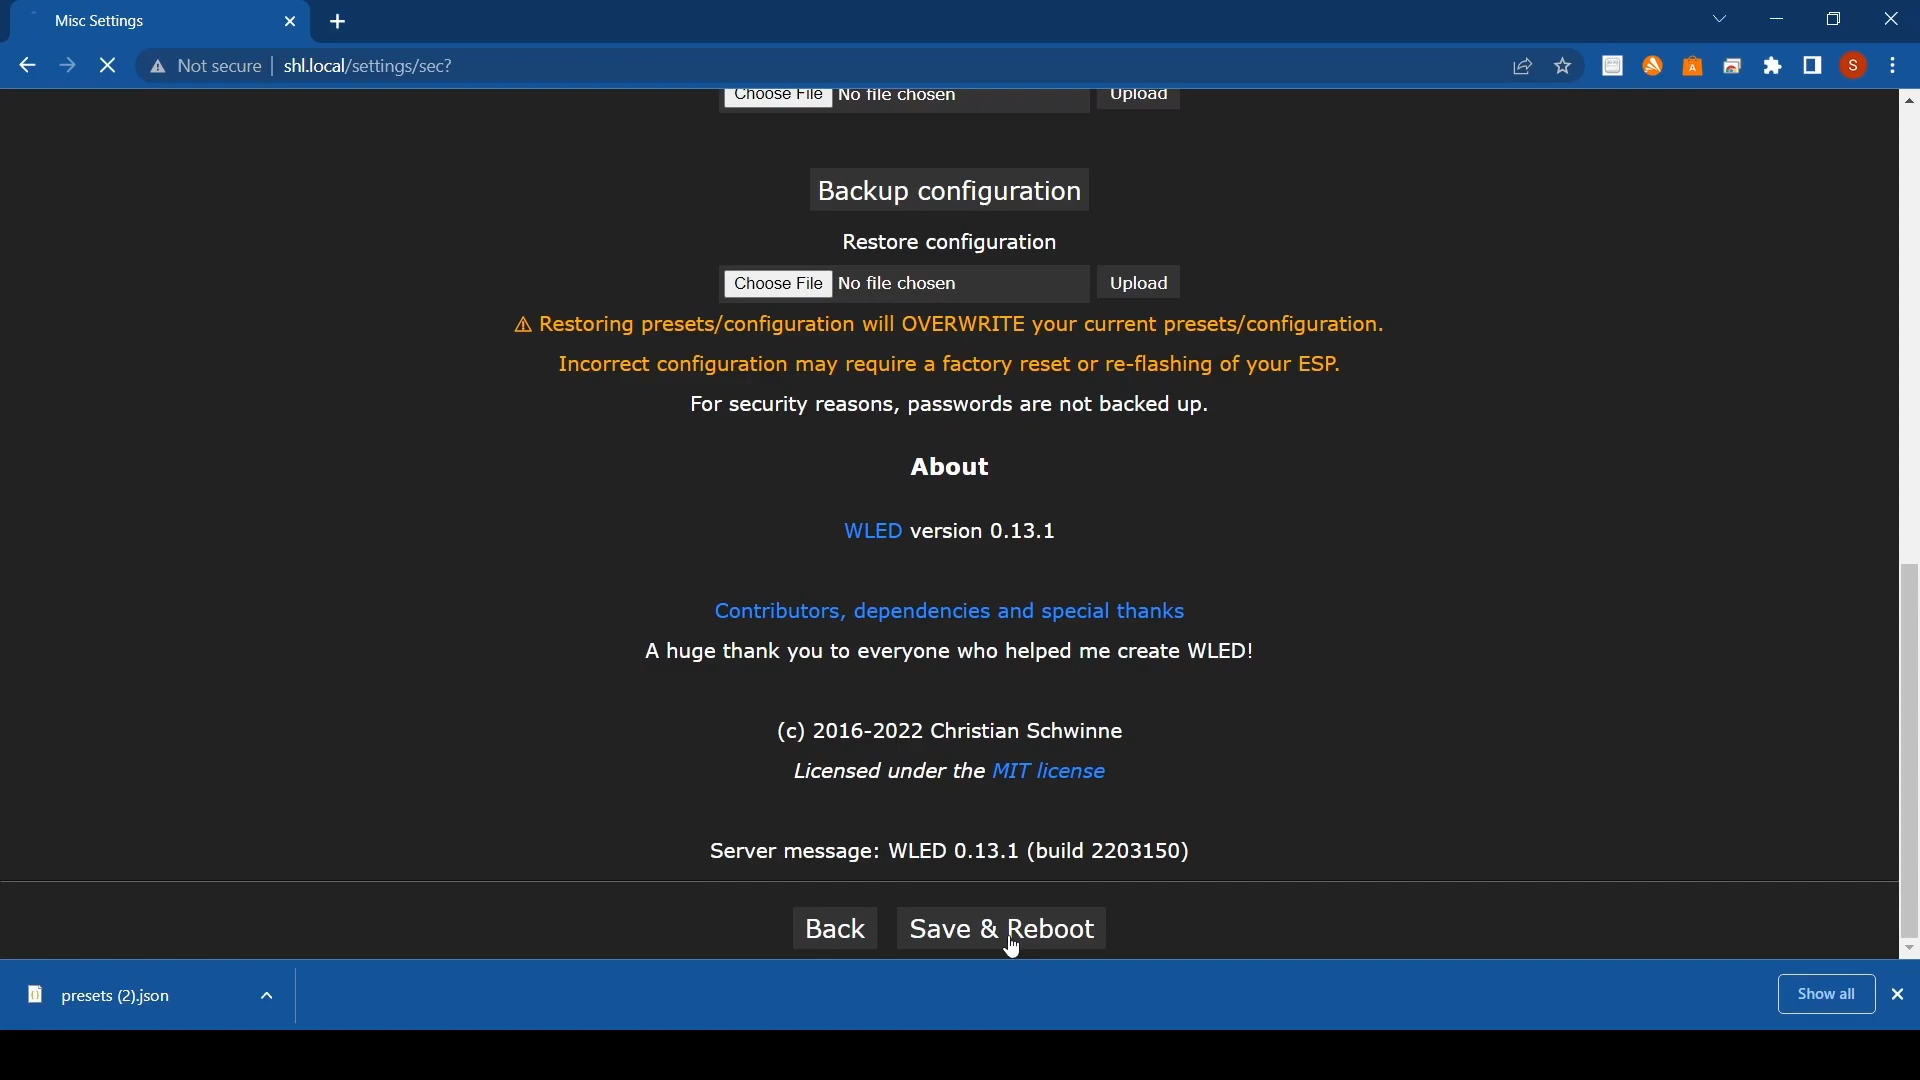 Misc Settings
Not secure
shl.local/settings/sec?
S
Choose File No file chosen Upload
Backup configuration
Restore configuration
Choose File No file chosen Upload
⚠ Restoring presets/configuration will OVERWRITE your current presets/configuration.
Incorrect configuration may require a factory reset or re-flashing of your ESP.
For security reasons, passwords are not backed up.
About
WLED version 0.13.1
Contributors, dependencies and special thanks
A huge thank you to everyone who helped me create WLED!
(c) 2016-2022 Christian Schwinne
Licensed under the MIT license
Server message: WLED 0.13.1 (build 2203150)
Back Save & Reboot
presets (2).json
Show all